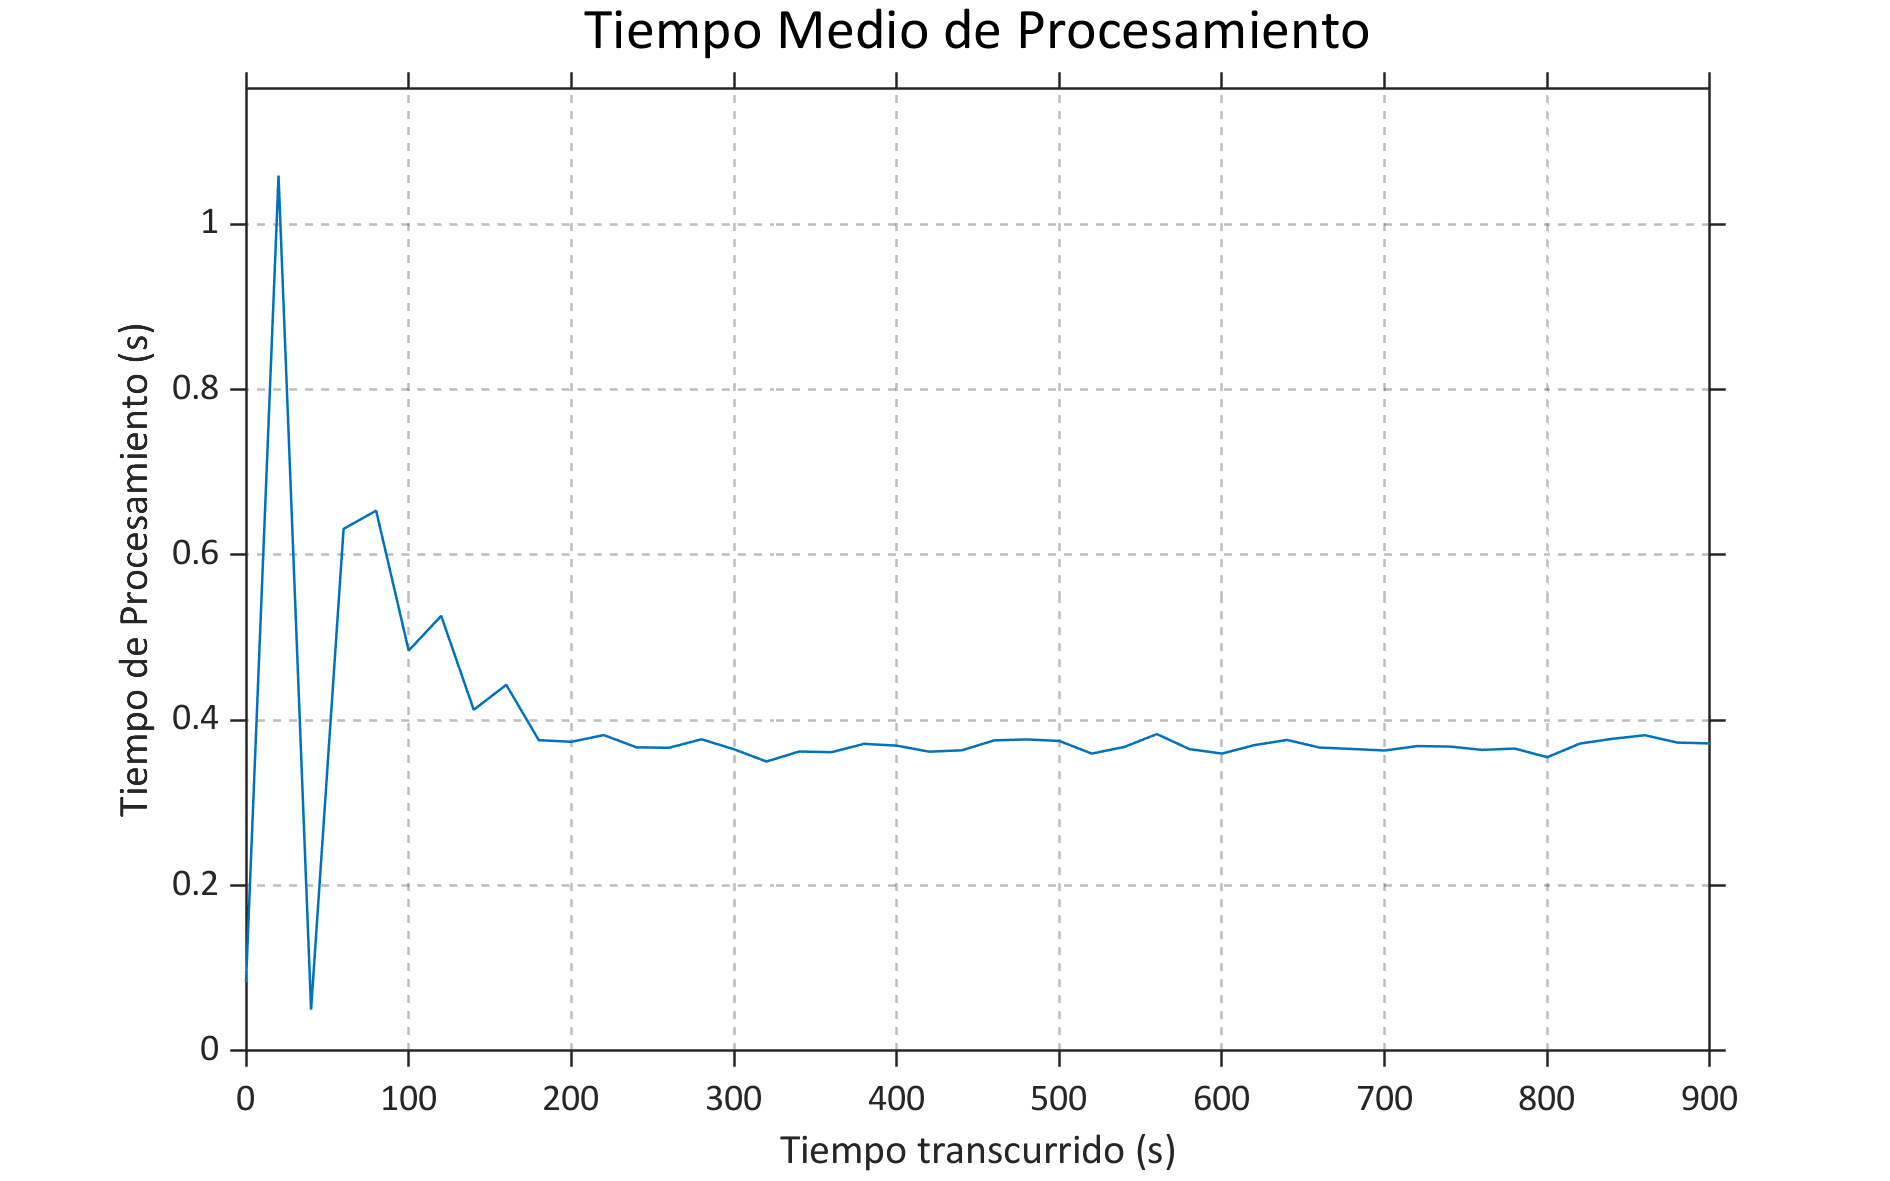 Tiempo Medio de Procesamiento
Tiempo de Procesamiento (s)
1
0.8
0.6
0.4
0.2
0
0 100 200 300 400 500 600 700 800 900
Tiempo transcurrido (s)